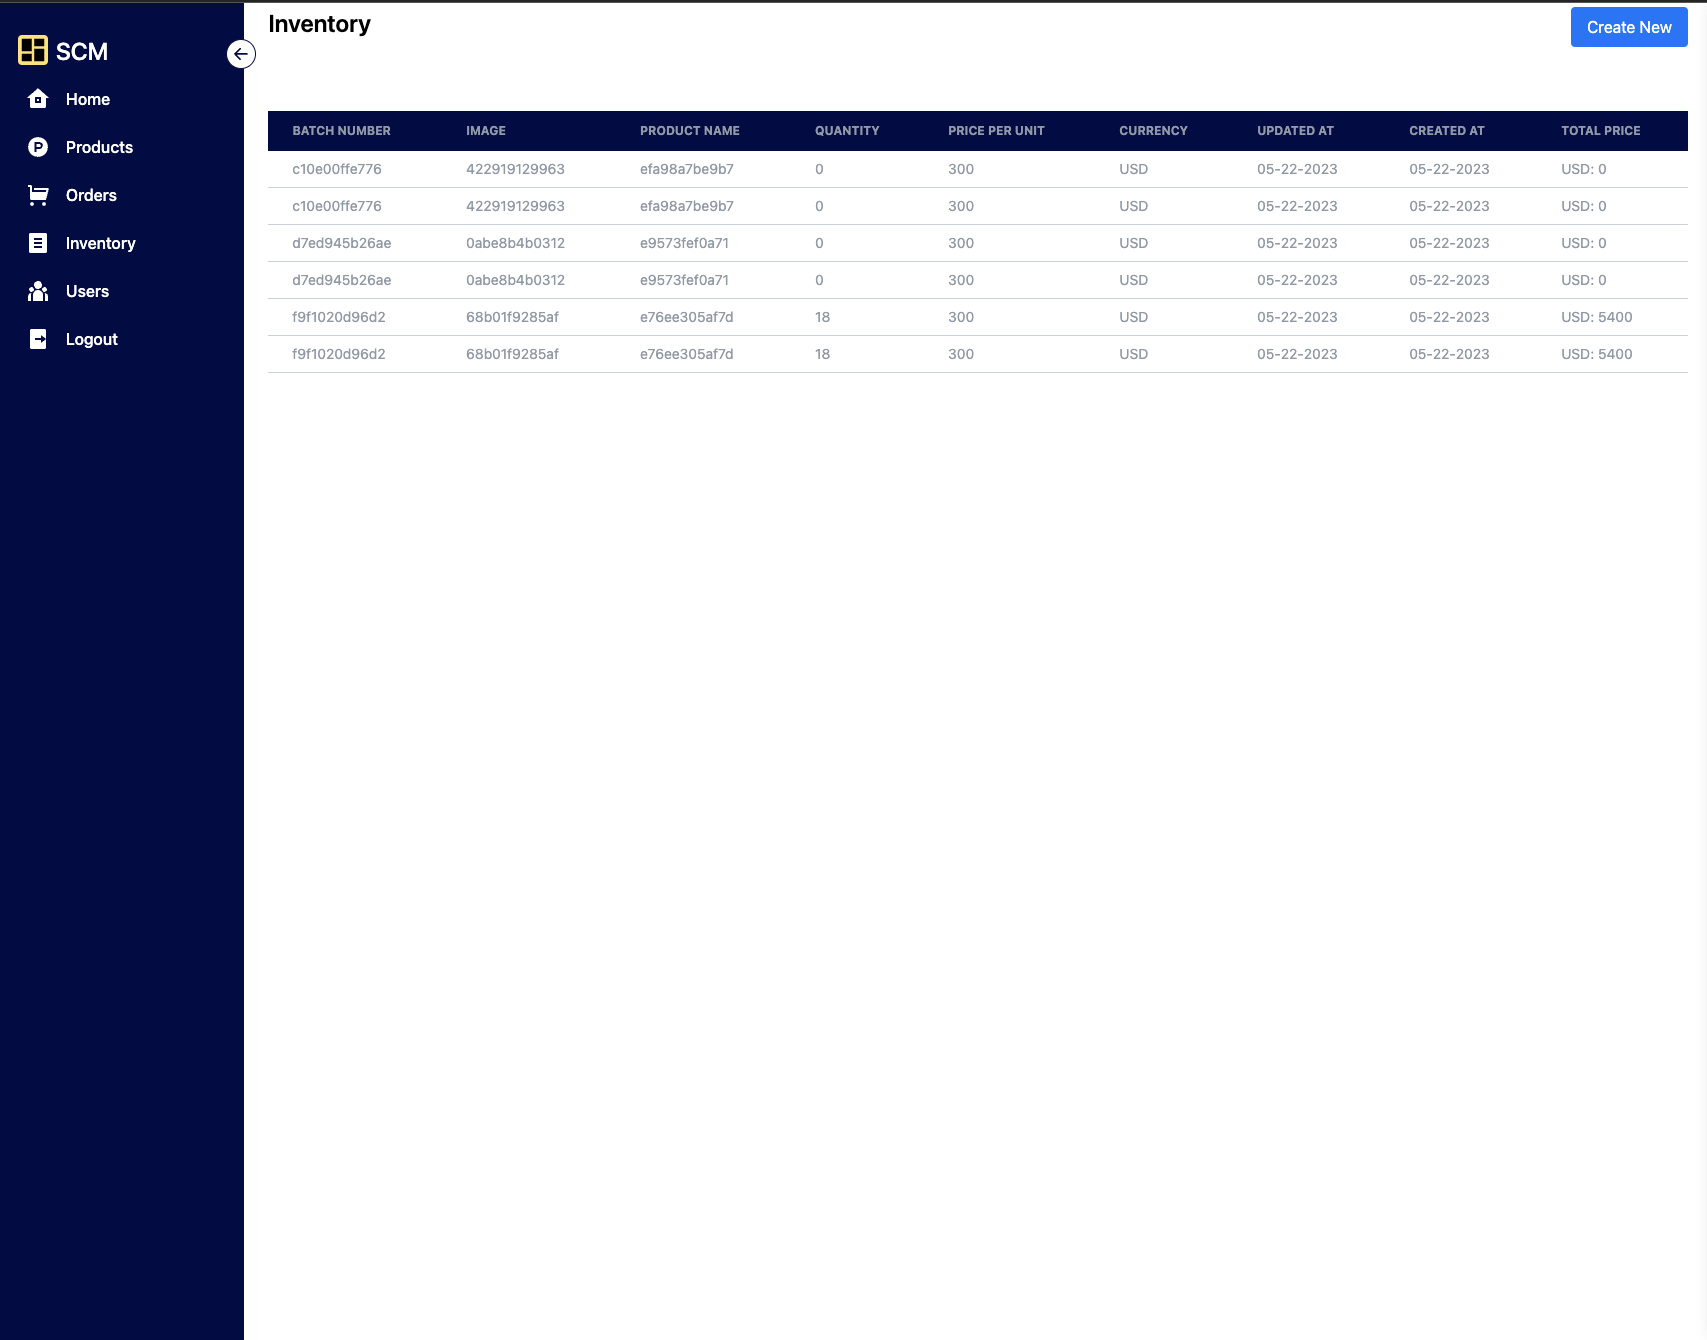 SCM
Home
Products
Orders
Inventory
Users
Logout
Inventory
Create New
BATCH NUMBER IMAGE PRODUCT NAME QUANTITY PRICE PER UNIT CURRENCY UPDATED AT CREATED AT TOTAL PRICE
c10e00ffe776 422919129963 efa98a7be9b7 0 300 USD 05-22-2023 05-22-2023 USD: 0
c10e00ffe776 422919129963 efa98a7be9b7 0 300 USD 05-22-2023 05-22-2023 USD: 0
d7ed945b26ae 0abe8b4b0312 e9573fef0a71 0 300 USD 05-22-2023 05-22-2023 USD: 0
d7ed945b26ae 0abe8b4b0312 e9573fef0a71 0 300 USD 05-22-2023 05-22-2023 USD: 0
f9f1020d96d2 68b01f9285af e76ee305af7d 18 300 USD 05-22-2023 05-22-2023 USD: 5400
f9f1020d96d2 68b01f9285af e76ee305af7d 18 300 USD 05-22-2023 05-22-2023 USD: 5400